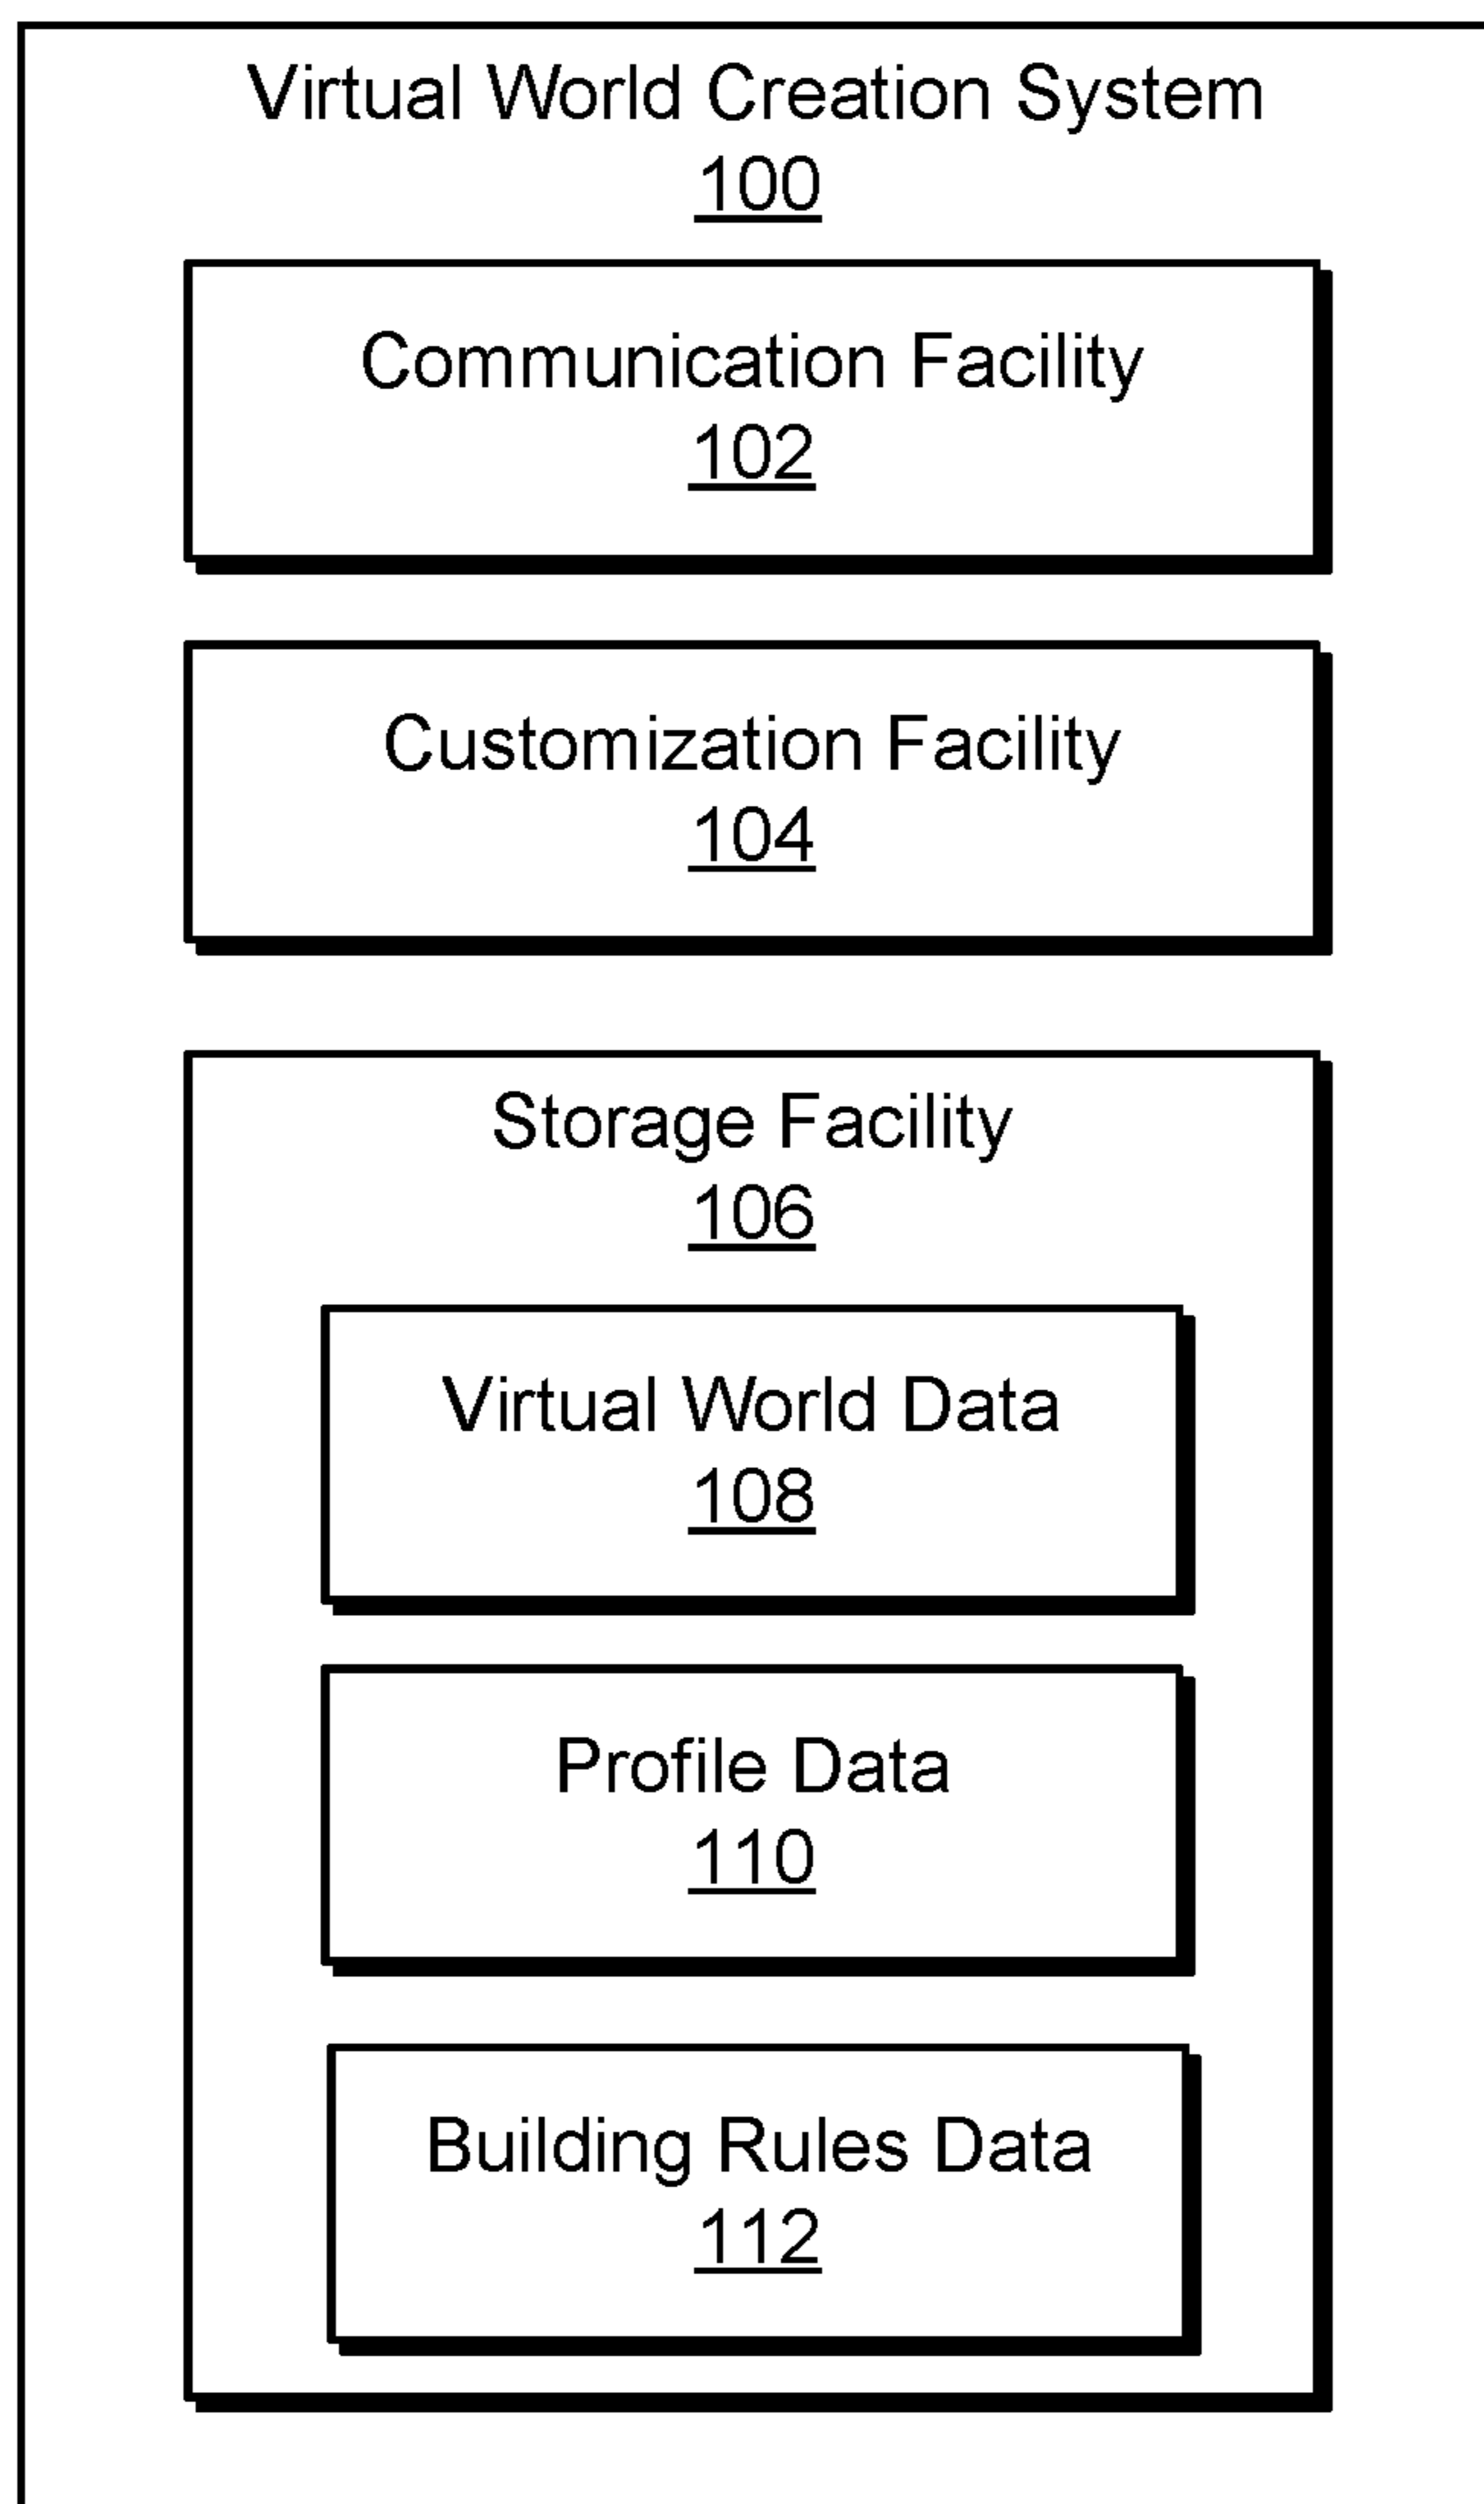 Virtual World Creation System
100
Communication Facility
102
Customization Facility
104
Storage Facility
106
Virtual World Data
108
Profile Data
110
Building Rules Data
112